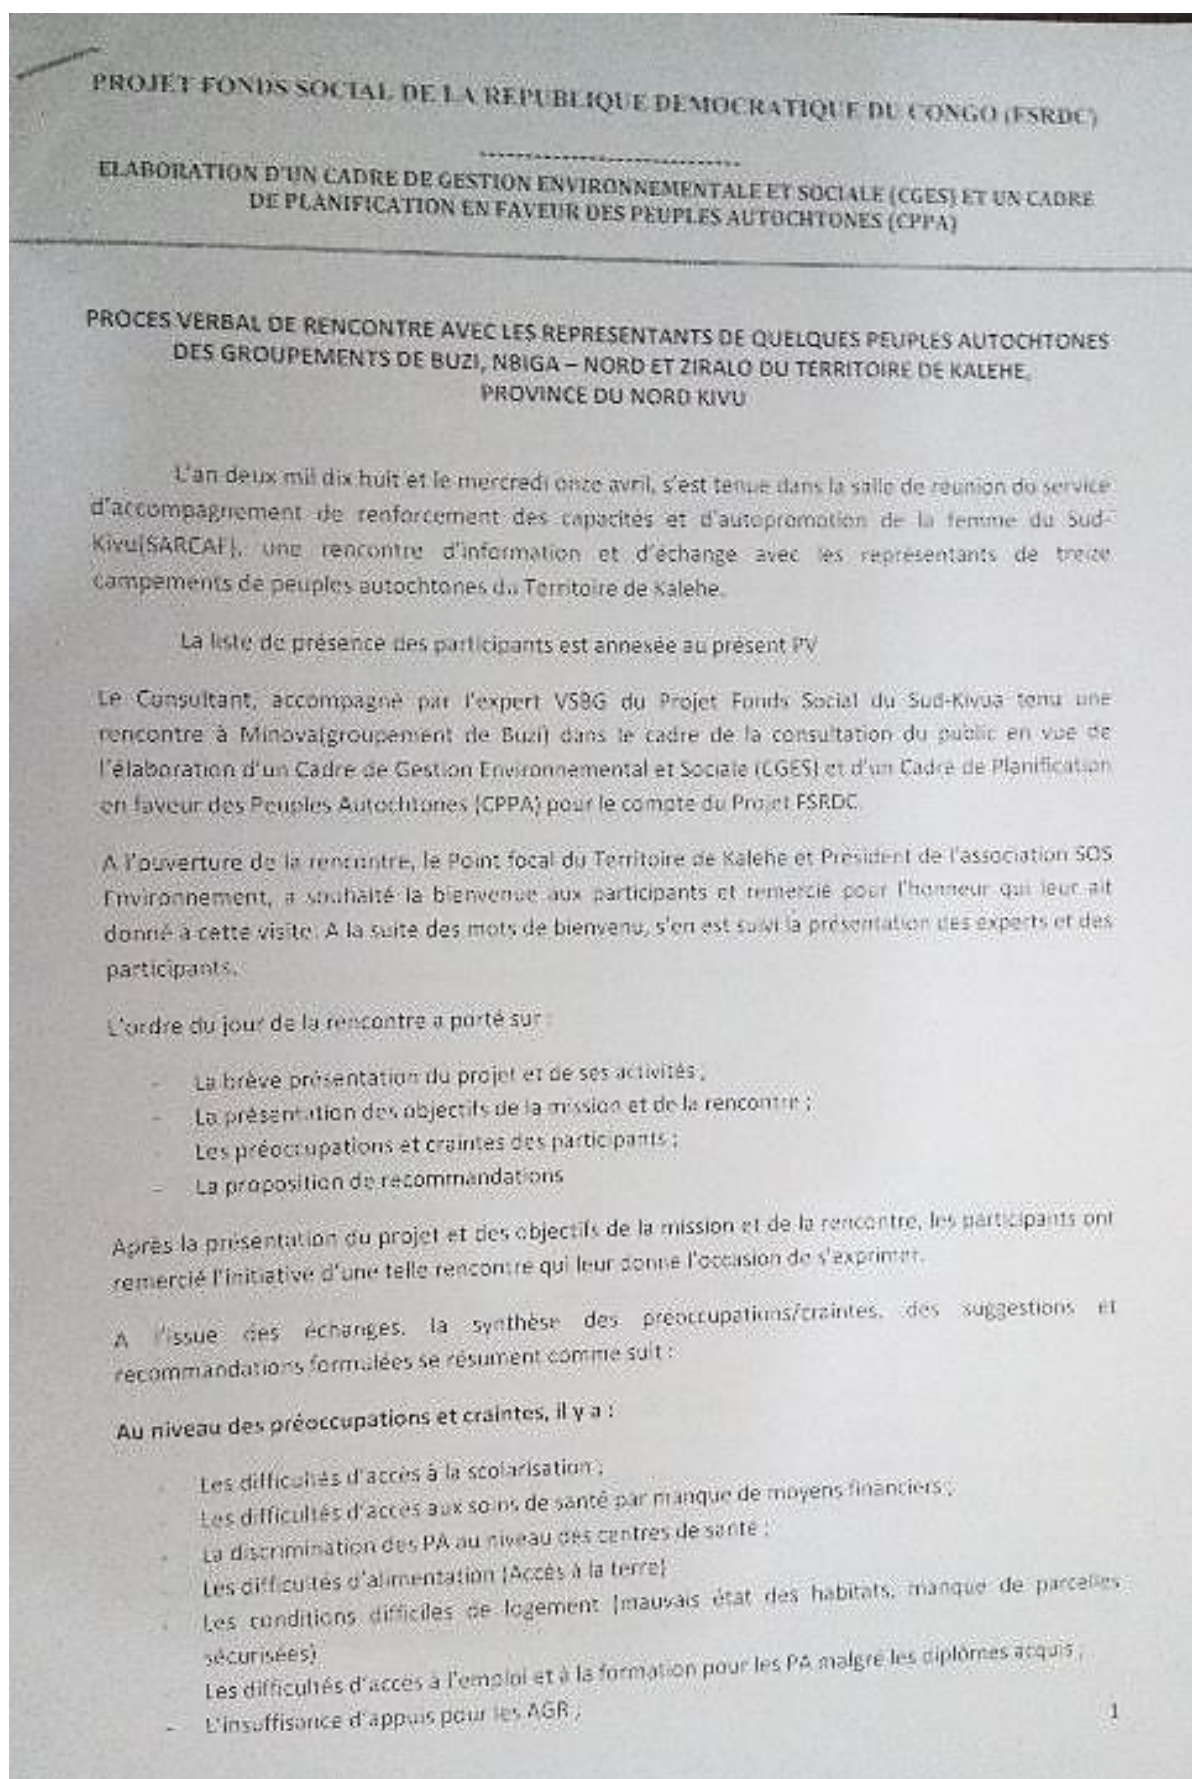 PROJET FONDS SOCIAL DE LA REPUBLIQUE DEMOCRATIQUE DU CONGO (FSRDC)
-------------------------
ELABORATION D'UN CADRE DE GESTION ENVIRONNEMENTALE ET SOCIALE (CGES) ET UN CADRE
DE PLANIFICATION EN FAVEUR DES PEUPLES AUTOCHTONES (CPPA)
PROCES VERBAL DE RENCONTRE AVEC LES REPRESENTANTS DE QUELQUES PEUPLES AUTOCHTONES
DES GROUPEMENTS DE BUZI, NBIGA – NORD ET ZIRALO DU TERRITOIRE DE KALEHE,
PROVINCE DU NORD KIVU
L'an deux mil dix huit et le mercredi onze avril, s'est tenue dans la salle de réunion du service
d'accompagnement de renforcement des capacités et d'autopromotion de la femme du Sud-
Kivu(SARCAF), une rencontre d'information et d'échange avec les représentants de treize
campements de peuples autochtones du Territoire de Kalehe.
La liste de présence des participants est annexée au présent PV
Le Consultant, accompagné par l'expert VSBG du Projet Fonds Social du Sud-Kivua tenu une
rencontre à Minova(groupement de Buzi) dans le cadre de la consultation du public en vue de
l'élaboration d'un Cadre de Gestion Environnemental et Sociale (CGES) et d'un Cadre de Planification
en faveur des Peuples Autochtones (CPPA) pour le compte du Projet FSRDC.
A l'ouverture de la rencontre, le Point focal du Territoire de Kalehe et Président de l'association SOS
Environnement, a souhaité la bienvenue aux participants et remercié pour l'honneur qui leur ait
donné à cette visite. A la suite des mots de bienvenu, s'en est suivi la présentation des experts et des
participants.
L'ordre du jour de la rencontre a porté sur :
- La brève présentation du projet et de ses activités ;
- La présentation des objectifs de la mission et de la rencontre ;
- Les préoccupations et craintes des participants ;
- La proposition de recommandations
Après la présentation du projet et des objectifs de la mission et de la rencontre, les participants ont
remercié l'initiative d'une telle rencontre qui leur donne l'occasion de s'exprimer.
A l'issue des échanges, la synthèse des préoccupations/craintes, des suggestions et
recommandations formulées se résument comme suit :
Au niveau des préoccupations et craintes, il y a :
- Les difficultés d'accès à la scolarisation ;
- Les difficultés d'accès aux soins de santé par manque de moyens financiers ;
- La discrimination des PA au niveau des centres de santé ;
- Les difficultés d'alimentation (Accès à la terre)
- Les conditions difficiles de logement (mauvais état des habitats, manque de parcelles
sécurisées)
- Les difficultés d'accès à l'emploi et à la formation pour les PA malgré les diplômes acquis ;
- L'insuffisance d'appuis pour les AGR ;
1